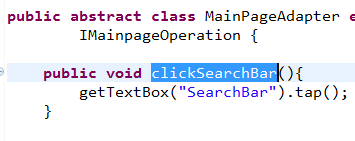 public abstract class MainPageAdapter e
IMainpageOperation {
public void clickSearchBar(){
getTextBox("SearchBar").tap();
}